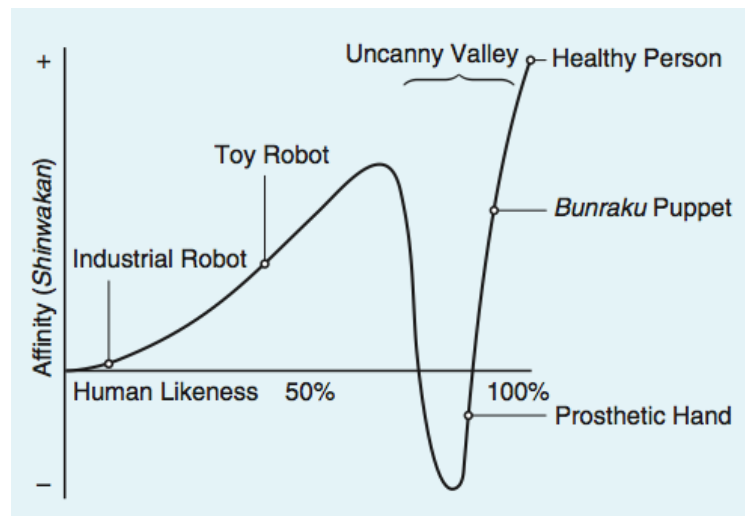 Uncanny Valley
+
Healthy Person
Toy Robot
Bunraku Puppet
Industrial Robot
Affinity (Shinwakan)
Human Likeness 50% 100%
Prosthetic Hand
–